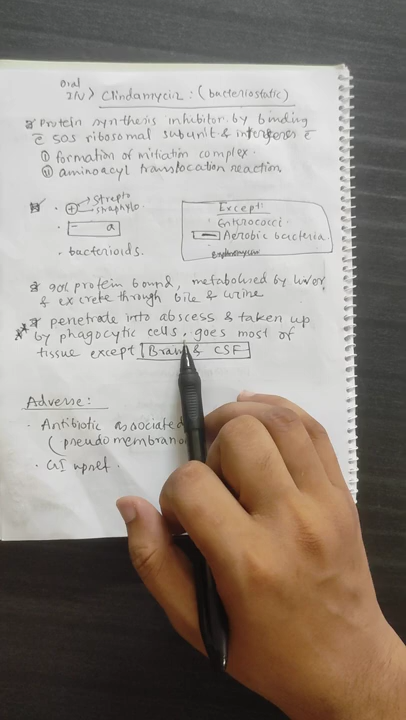 Oral
IV > Clindamycin : (bacteriostatic)
Protein synthesis inhibitor by binding
c̄ 50s ribosomal subunit & interferes c̄
(i) formation of initiation complex.
(ii) aminoacyl translocation reaction
+ Strepto
staphylo.
- a
bacterioids.
Except:
Enterococci.
- Aerobic bacteria.
90% protein bound, metabolised by liver
& excrete through bile & urine
penetrate into abscess & taken up
by phagocytic cells, goes most of
tissue except Brain & CSF
Adverse:
Antibiotic associated
(pseudo membrano
GI upset.